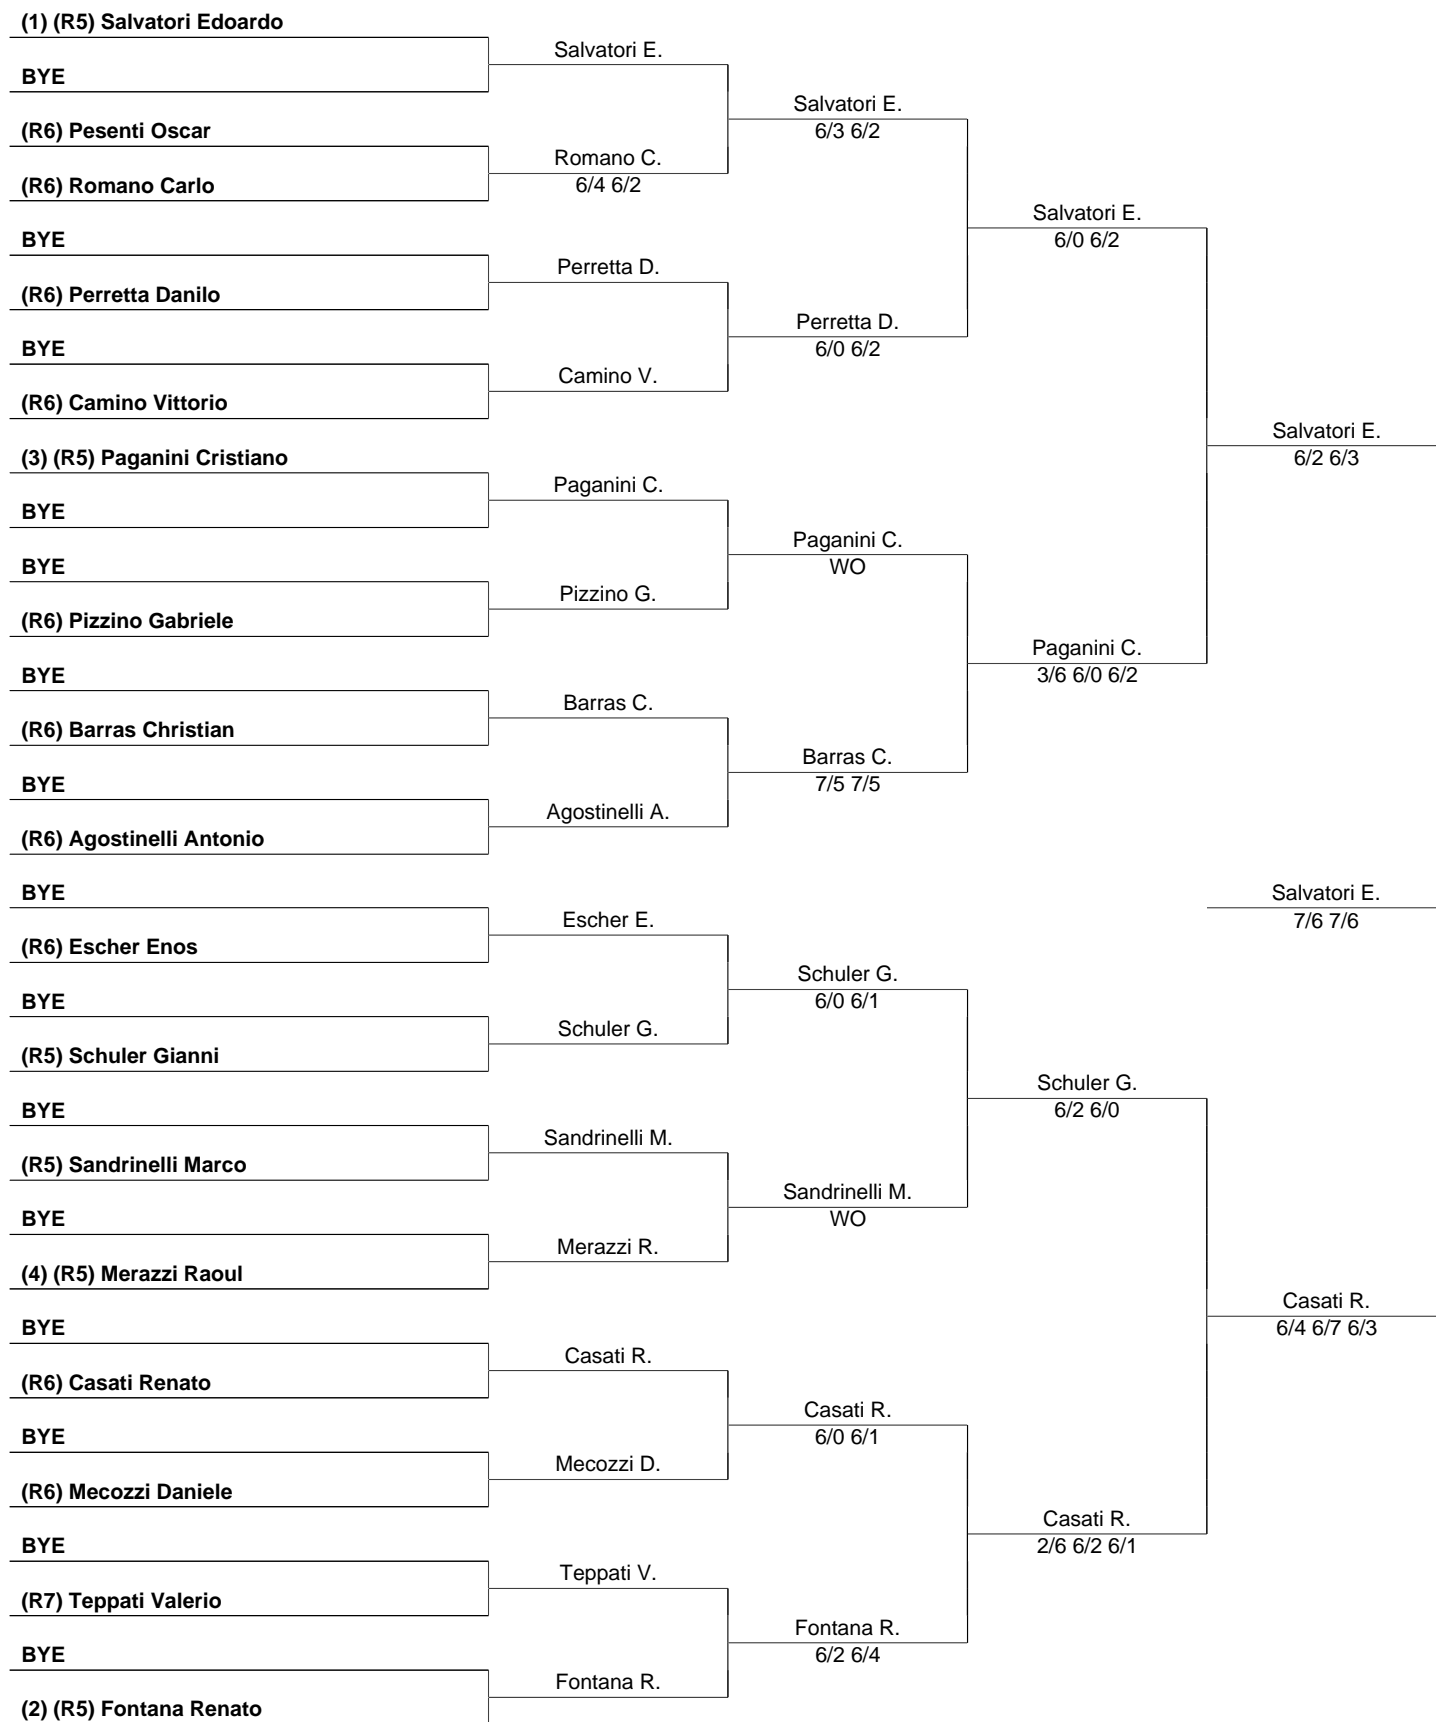 (1) (R5) Salvatori Edoardo
BYE
(R6) Pesenti Oscar
(R6) Romano Carlo
BYE
(R6) Perretta Danilo
BYE
(R6) Camino Vittorio
(3) (R5) Paganini Cristiano
BYE
BYE
(R6) Pizzino Gabriele
BYE
(R6) Barras Christian
BYE
(R6) Agostinelli Antonio
BYE
(R6) Escher Enos
BYE
(R5) Schuler Gianni
BYE
(R5) Sandrinelli Marco
BYE
(4) (R5) Merazzi Raoul
BYE
(R6) Casati Renato
BYE
(R6) Mecozzi Daniele
BYE
(R7) Teppati Valerio
BYE
(2) (R5) Fontana Renato
Salvatori E.
Romano C.
6/4 6/2
Perretta D.
Camino V.
Paganini C.
Pizzino G.
Barras C.
Agostinelli A.
Escher E.
Schuler G.
Sandrinelli M.
Merazzi R.
Casati R.
Mecozzi D.
Teppati V.
Fontana R.
Salvatori E.
6/3 6/2
Perretta D.
6/0 6/2
Paganini C.
WO
Barras C.
7/5 7/5
Schuler G.
6/0 6/1
Sandrinelli M.
WO
Casati R.
6/0 6/1
Fontana R.
6/2 6/4
Salvatori E.
6/0 6/2
Paganini C.
3/6 6/0 6/2
Schuler G.
6/2 6/0
Casati R.
2/6 6/2 6/1
Salvatori E.
6/2 6/3
Salvatori E.
7/6 7/6
Casati R.
6/4 6/7 6/3